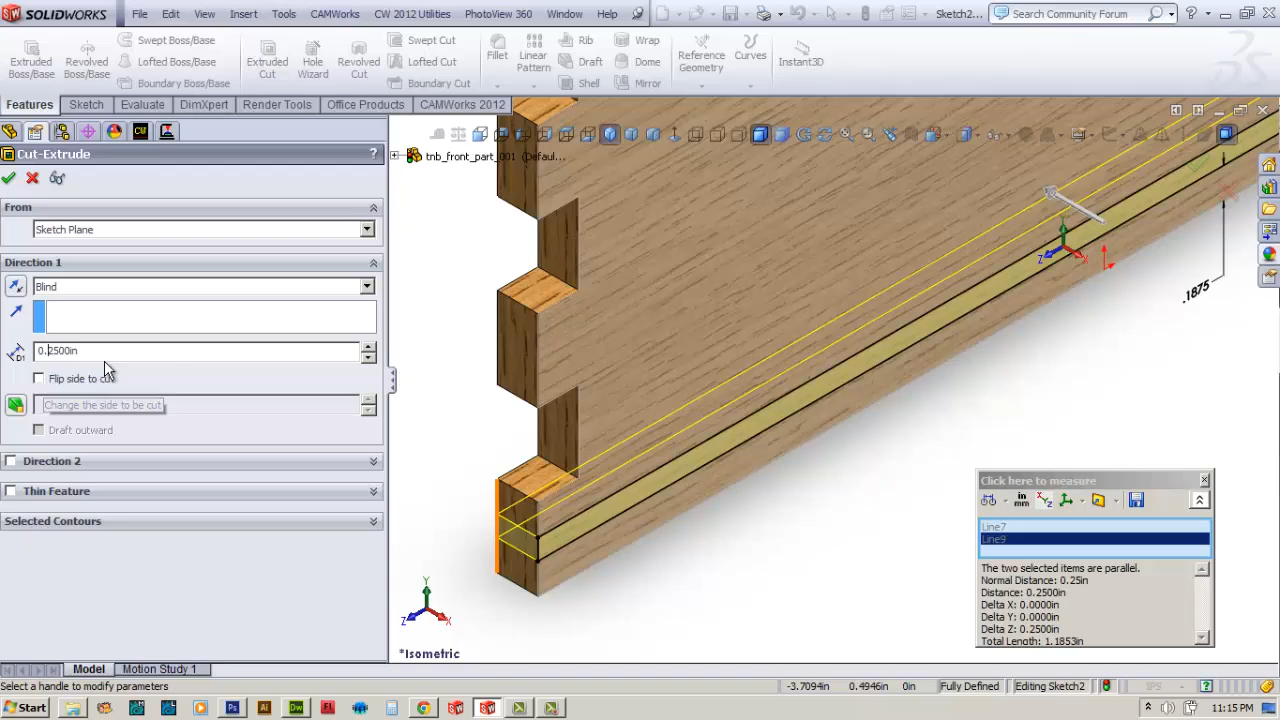 SOLIDWORKS File Edit View Insert Tools CAMWorks CW 2012 Utilities PhotoView 360 Window Help Sketch2... Search Community Forum
Extruded Boss/Base Revolved Boss/Base Swept Boss/Base Lofted Boss/Base Boundary Boss/Base Extruded Cut Hole Wizard Revolved Cut Swept Cut Lofted Cut Boundary Cut Fillet Linear Pattern Rib Draft Shell Wrap Dome Mirror Reference Geometry Curves Instant3D
Features Sketch Evaluate DimXpert Render Tools Office Products CAMWorks 2012
Cut-Extrude ?
tnb_front_part_001 (Defaul...
From
Sketch Plane
Direction 1
Blind
0.2500in
Flip side to cut
Change the side to be cut
Draft outward
Direction 2
Thin Feature
Selected Contours
.1875
Z X
Click here to measure
in mm
Line7
Line9
The two selected items are parallel.
Normal Distance: 0.25in
Distance: 0.2500in
Delta X: 0.0000in
Delta Y: 0.0000in
Delta Z: 0.2500in
Total Length: 1.1853in
Y
Z X
*Isometric
Model Motion Study 1
Select a handle to modify parameters -3.7094in 0.4946in 0in Fully Defined Editing Sketch2 IPS
Start 11:15 PM